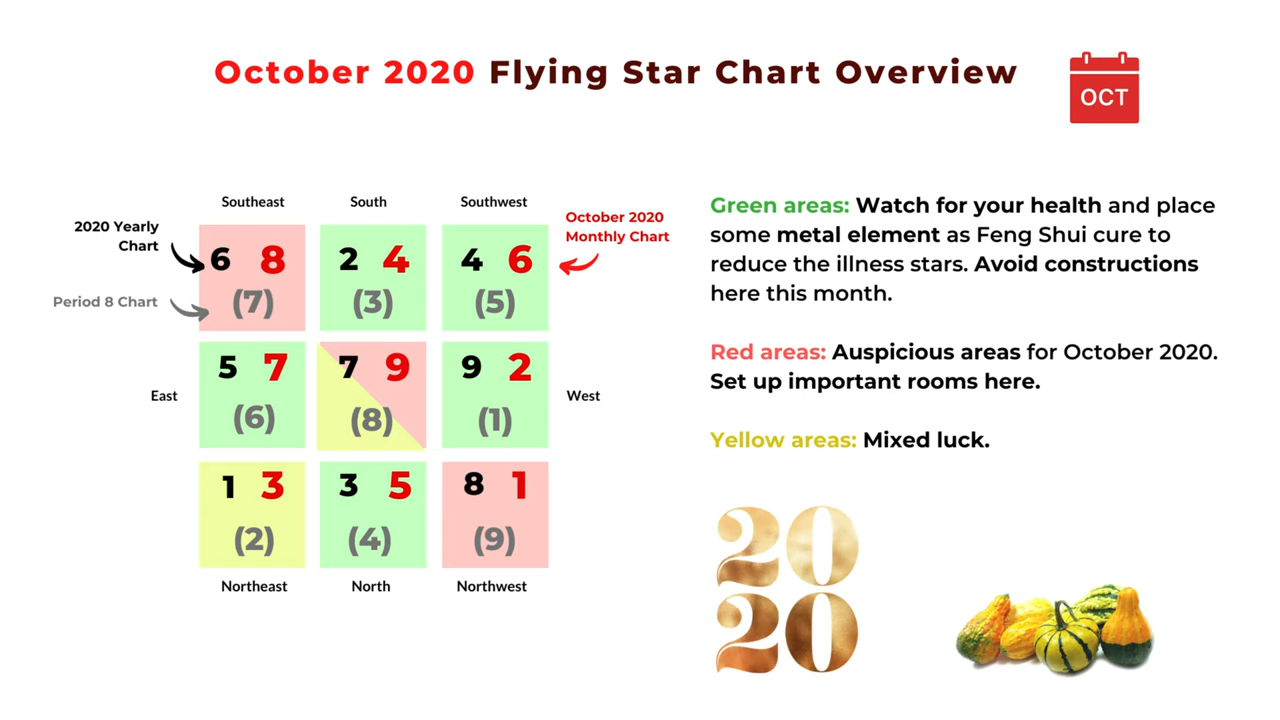 October 2020 Flying Star Chart Overview
OCT
Southeast South Southwest
2020 Yearly
Chart
October 2020
Monthly Chart
Period 8 Chart
6 8 2 4 4 6
(7) (3) (5)
East
5 7 7 9 9 2
(6) (8) (1)
West
1 3 3 5 8 1
(2) (4) (9)
Northeast North Northwest
Green areas: Watch for your health and place
some metal element as Feng Shui cure to
reduce the illness stars. Avoid constructions
here this month.
Red areas: Auspicious areas for October 2020.
Set up important rooms here.
Yellow areas: Mixed luck.
20
20